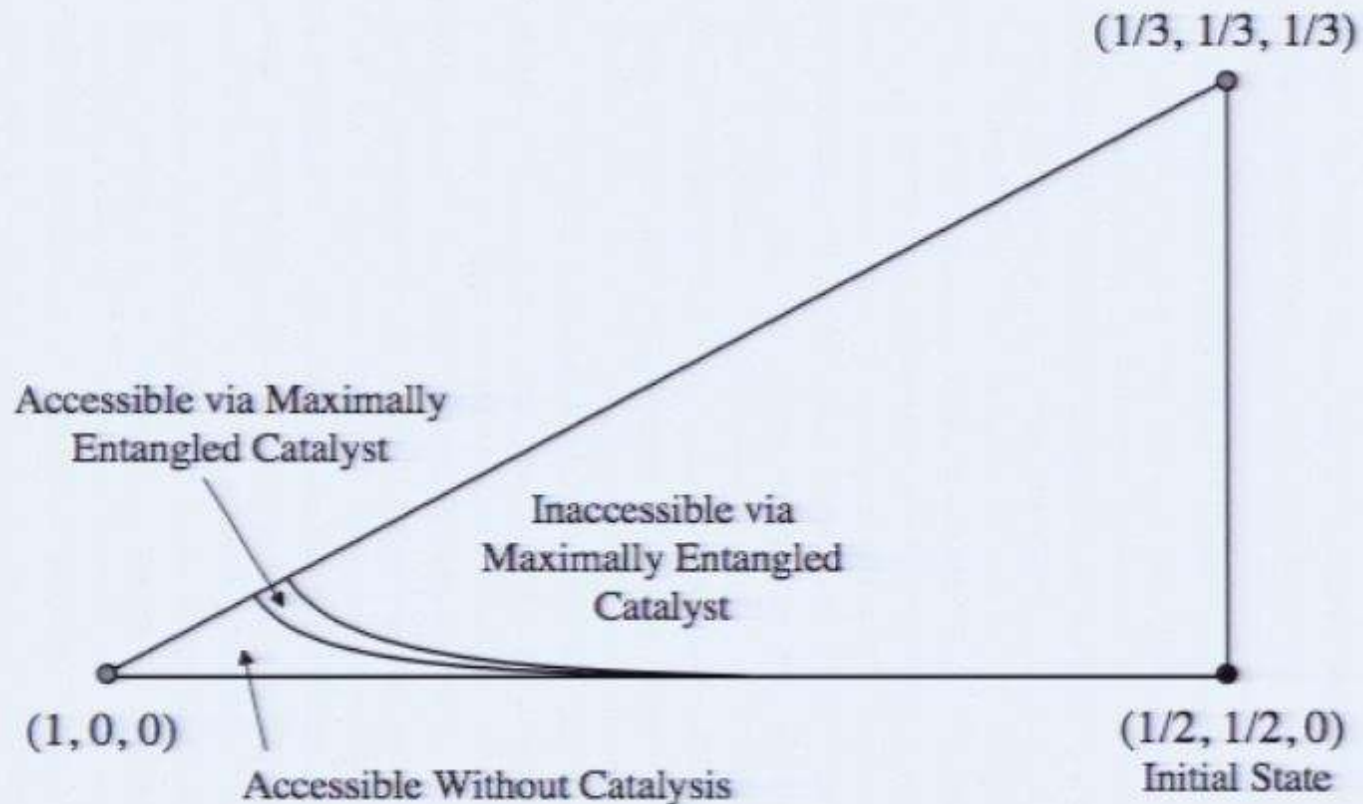 (1/3, 1/3, 1/3)
Accessible via Maximally
Entangled Catalyst
Inaccessible via
Maximally Entangled
Catalyst
(1, 0, 0)
(1/2, 1/2, 0)
Initial State
Accessible Without Catalysis